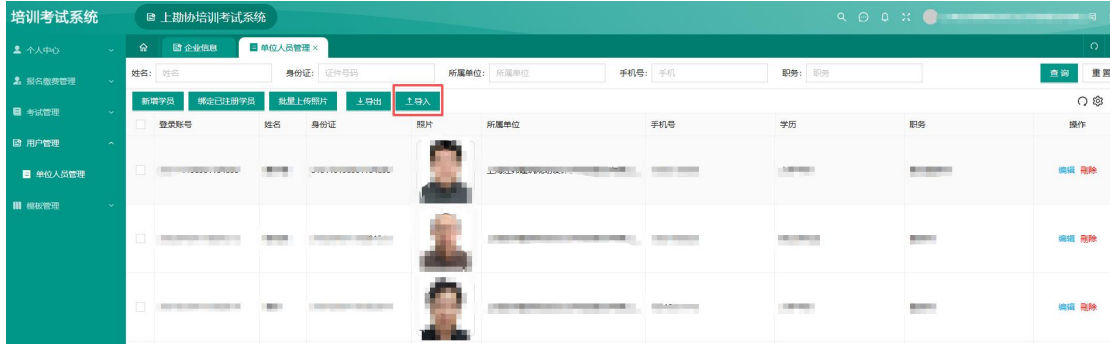 培训考试系统
上勘协培训考试系统
个人中心
报名缴费管理
考试管理
用户管理
单位人员管理
模板管理
企业信息
单位人员管理 ×
姓名： 姓名
身份证： 证件号码
所属单位： 所属单位
手机号： 手机
职务： 职务
查 询
重 置
新增学员
绑定已注册学员
批量上传照片
导出
导入
登录账号
姓名
身份证
照片
所属单位
手机号
学历
职务
操作
编辑 删除
编辑 删除
编辑 删除